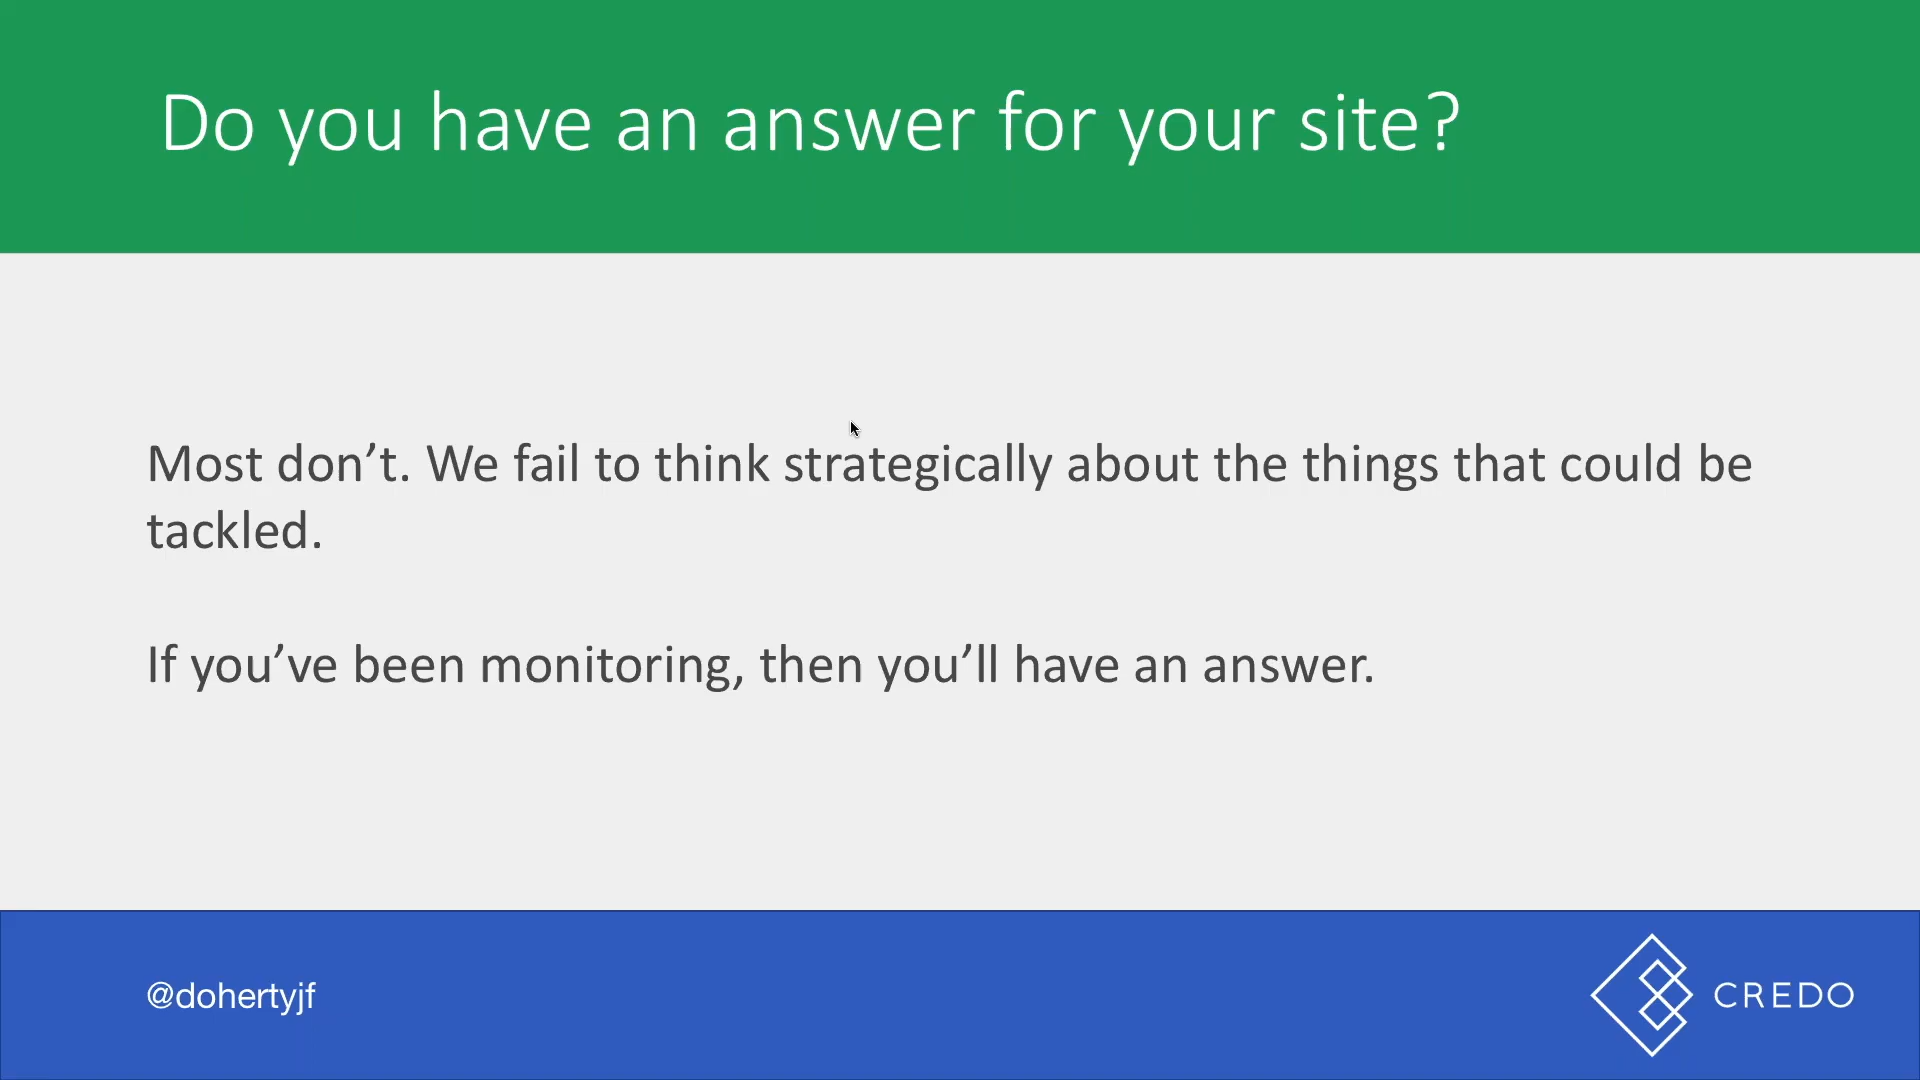 Do you have an answer for your site?
Most don’t. We fail to think strategically about the things that could be
tackled.
If you’ve been monitoring, then you’ll have an answer.
@dohertyjf
CREDO